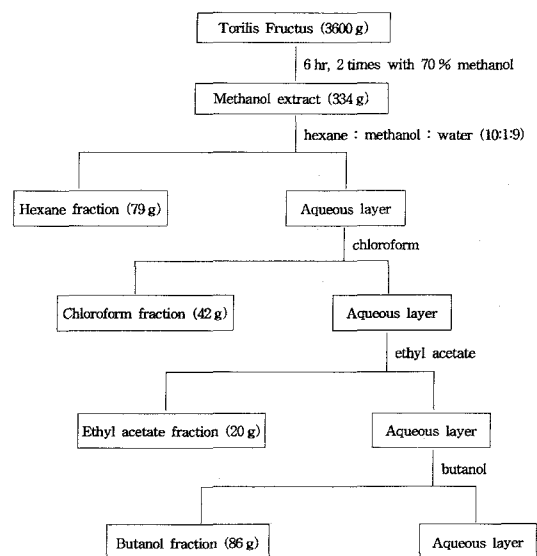 Torilis Fructus (3600 g)
6 hr, 2 times with 70 % methanol
Methanol extract (334 g)
hexane : methanol : water (10:1:9)
Hexane fraction (79 g)
Aqueous layer
chloroform
Chloroform fraction (42 g)
Aqueous layer
ethyl acetate
Ethyl acetate fraction (20 g)
Aqueous layer
butanol
Butanol fraction (86 g)
Aqueous layer